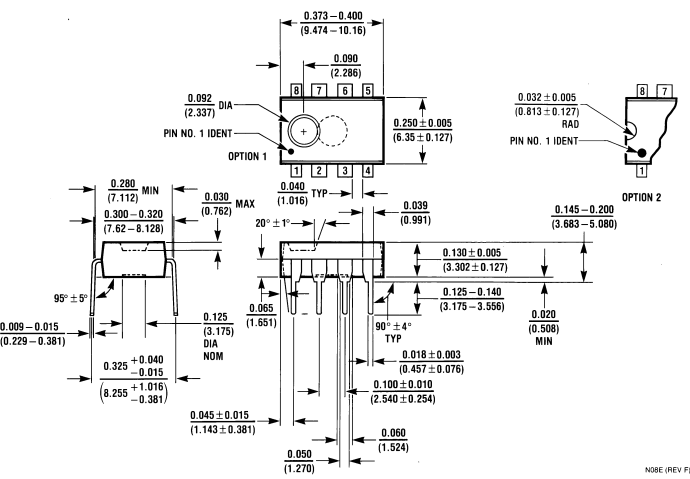 0.373 – 0.400
(9.474 – 10.16)
0.090
(2.286)
8 7 6 5
0.092 DIA
(2.337)
PIN NO. 1 IDENT
OPTION 1
0.250 ± 0.005
(6.35 ± 0.127)
1 2 3 4
8 7
0.032 ± 0.005
(0.813 ± 0.127)
RAD
PIN NO. 1 IDENT
1
OPTION 2
0.280 MIN
(7.112)
0.300 - 0.320
(7.62 – 8.128)
0.030 MAX
(0.762)
0.040 TYP
(1.016)
0.039
(0.991)
20° ± 1°
0.145 - 0.200
(3.683 - 5.080)
0.130 ± 0.005
(3.302 ± 0.127)
0.125 - 0.140
(3.175 - 3.556)
0.020
(0.508)
MIN
95° ± 5°
0.009 - 0.015
(0.229 – 0.381)
0.125
(3.175)
DIA
NOM
0.065
(1.651)
90° ± 4°
TYP
0.325 +0.040
-0.015
(8.255 +1.016
-0.381)
0.018 ± 0.003
(0.457 ± 0.076)
0.100 ± 0.010
(2.540 ± 0.254)
0.045 ± 0.015
(1.143 ± 0.381)
0.060
(1.524)
0.050
(1.270)
N08E (REV F)